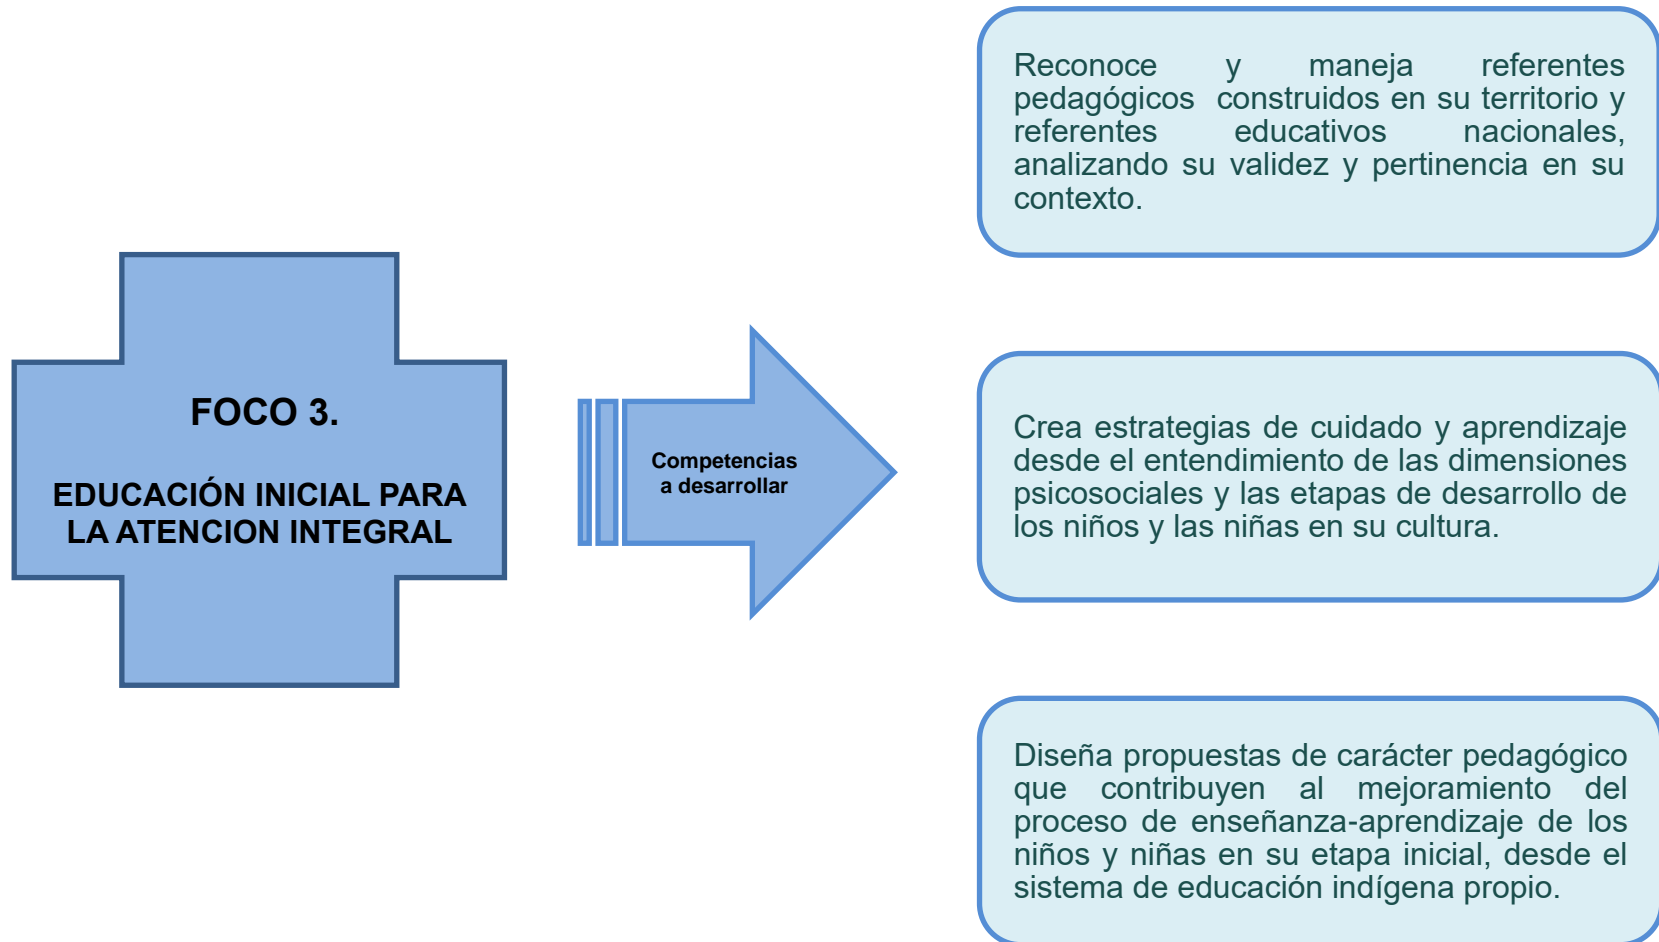 FOCO 3.
EDUCACIÓN INICIAL PARA
LA ATENCION INTEGRAL
Competencias
a desarrollar
Reconoce y maneja referentes
pedagógicos construidos en su territorio y
referentes educativos nacionales,
analizando su validez y pertinencia en su
contexto.
Crea estrategias de cuidado y aprendizaje
desde el entendimiento de las dimensiones
psicosociales y las etapas de desarrollo de
los niños y las niñas en su cultura.
Diseña propuestas de carácter pedagógico
que contribuyen al mejoramiento del
proceso de enseñanza-aprendizaje de los
niños y niñas en su etapa inicial, desde el
sistema de educación indígena propio.